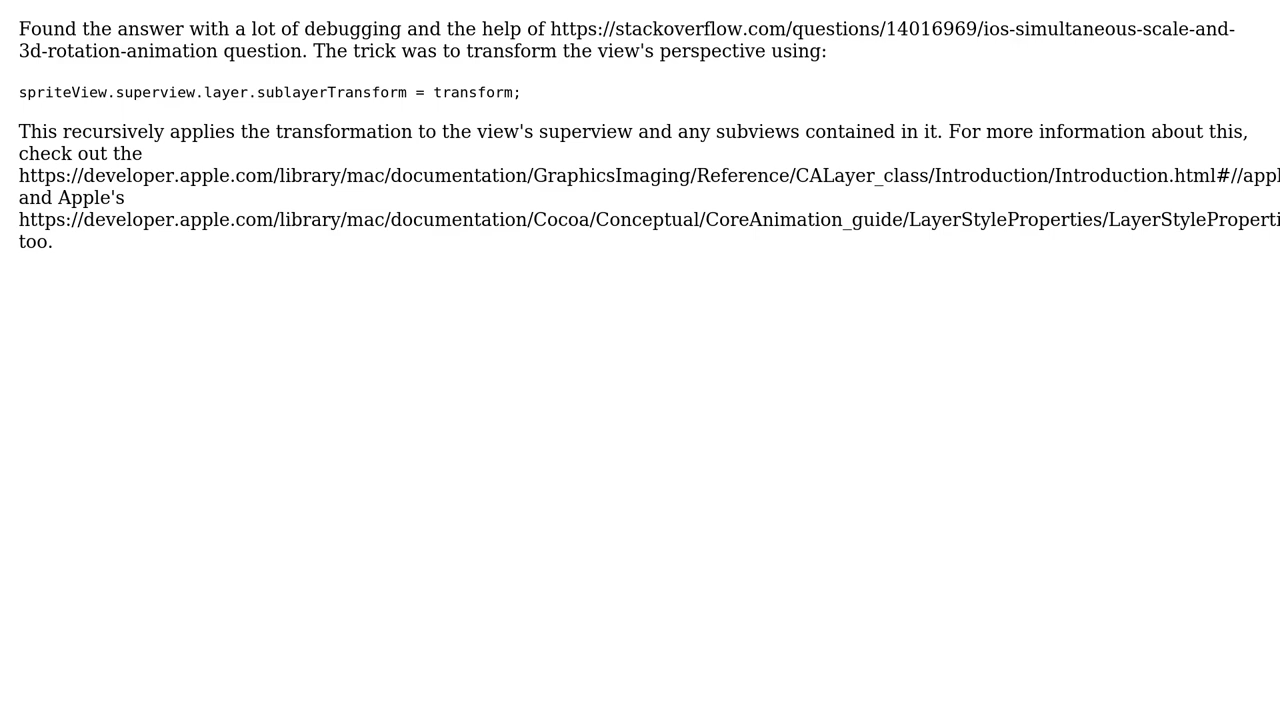 Found the answer with a lot of debugging and the help of https://stackoverflow.com/questions/14016969/ios-simultaneous-scale-and-
3d-rotation-animation question. The trick was to transform the view's perspective using:
spriteView.superview.layer.sublayerTransform = transform;
This recursively applies the transformation to the view's superview and any subviews contained in it. For more information about this,
check out the
https://developer.apple.com/library/mac/documentation/GraphicsImaging/Reference/CALayer_class/Introduction/Introduction.html#//appl
and Apple's
https://developer.apple.com/library/mac/documentation/Cocoa/Conceptual/CoreAnimation_guide/LayerStyleProperties/LayerStyleProperti
too.